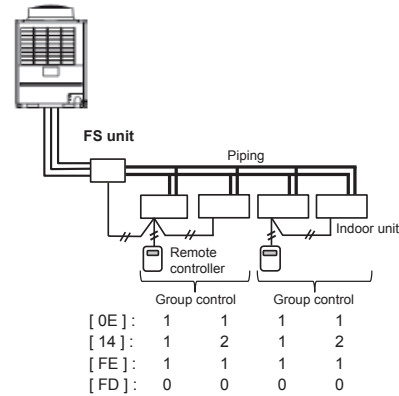 FS unit
Piping
Indoor unit
Remote
controller
Group control Group control
[ 0E ] : 1 1 1 1
[ 14 ] : 1 2 1 2
[ FE ] : 1 1 1 1
[ FD ] : 0 0 0 0